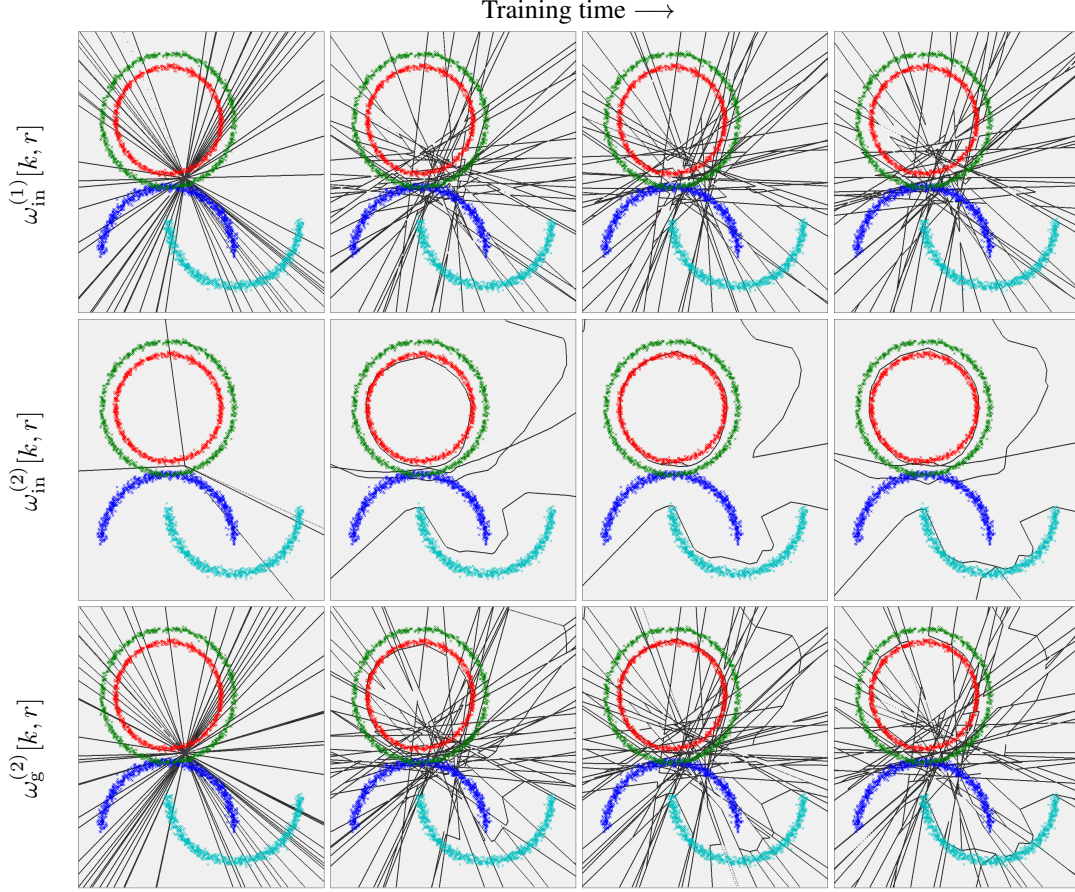 Training time ⟶
ω_in^(1)[k, r]
ω_in^(2)[k, r]
ω_g^(2)[k, r]